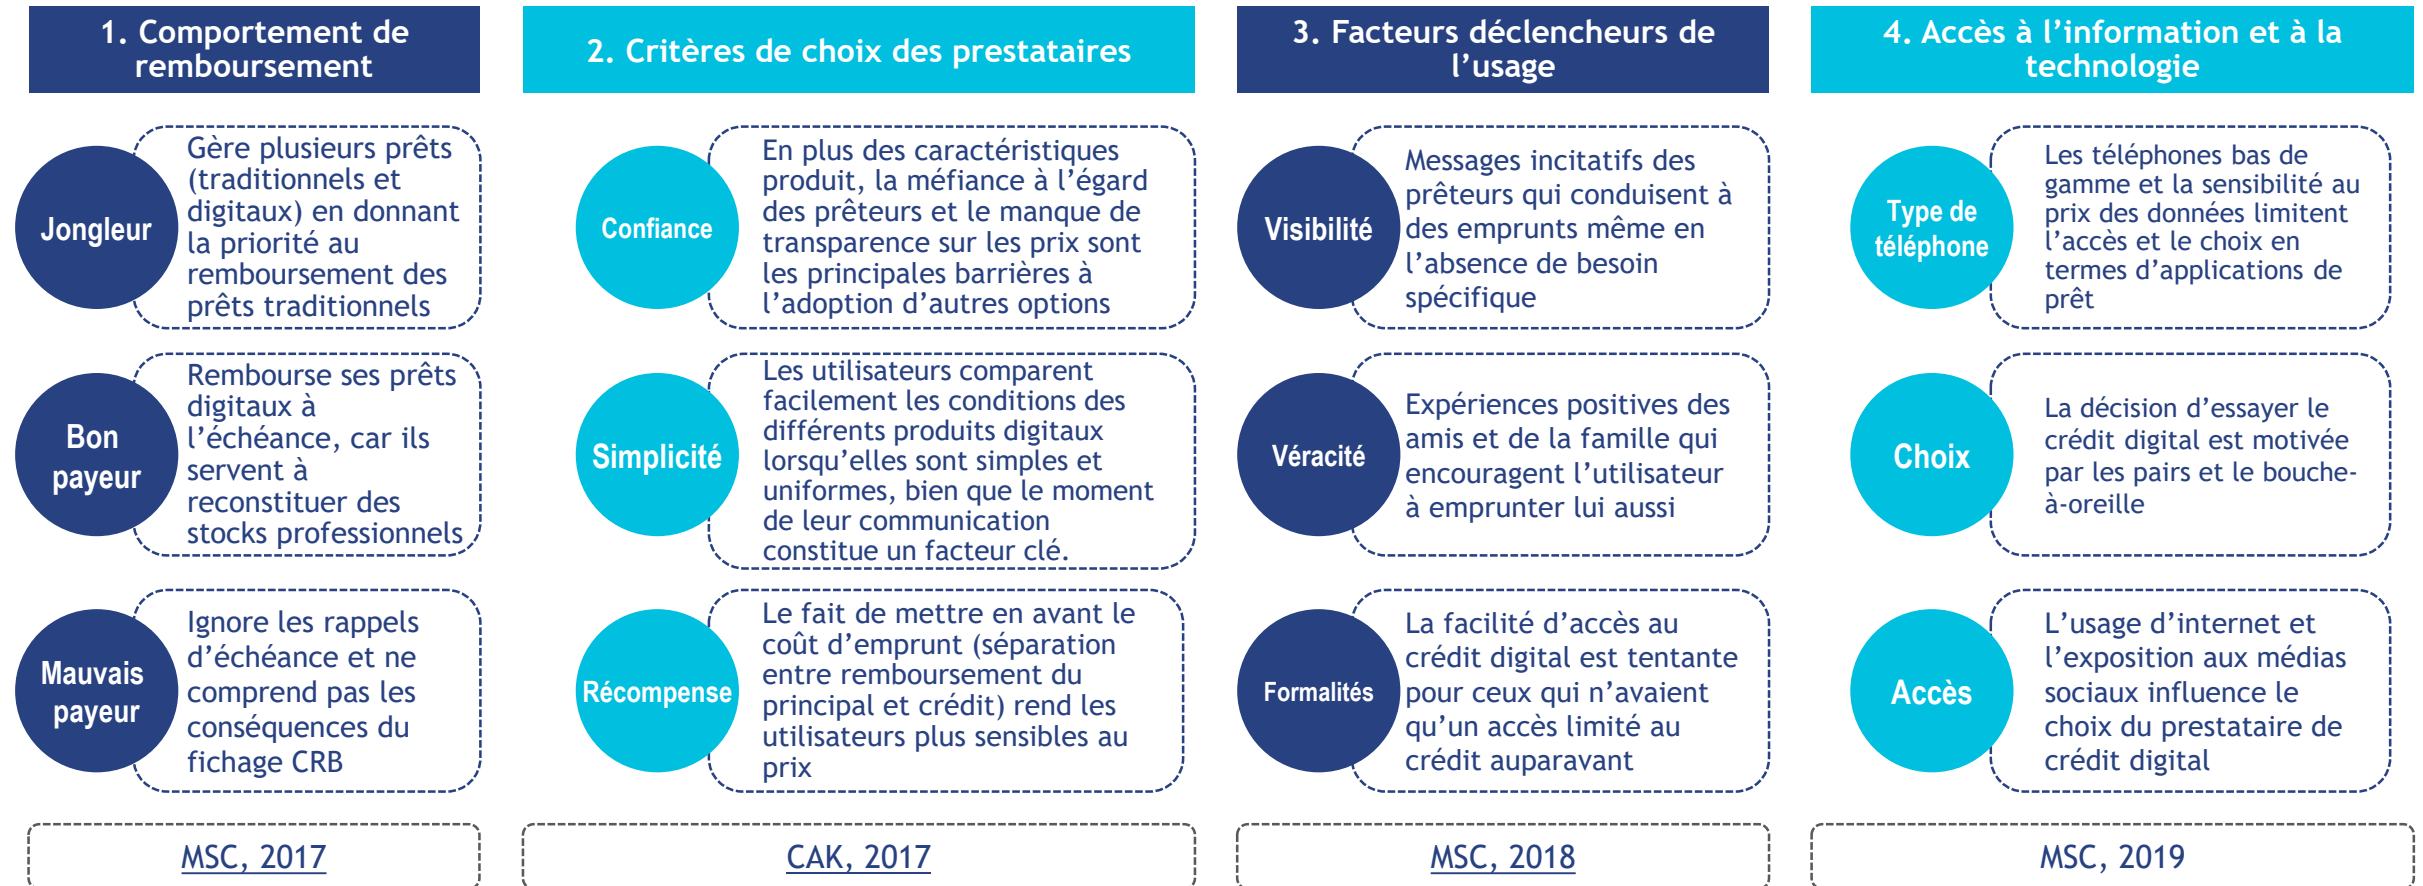 1. Comportement de
remboursement
Jongleur
Gère plusieurs prêts
(traditionnels et
digitaux) en donnant
la priorité au
remboursement des
prêts traditionnels
Bon
payeur
Rembourse ses prêts
digitaux à
l’échéance, car ils
servent à
reconstituer des
stocks professionnels
Mauvais
payeur
Ignore les rappels
d’échéance et ne
comprend pas les
conséquences du
fichage CRB
MSC, 2017
2. Critères de choix des prestataires
Confiance
En plus des caractéristiques
produit, la méfiance à l’égard
des prêteurs et le manque de
transparence sur les prix sont
les principales barrières à
l’adoption d’autres options
Simplicité
Les utilisateurs comparent
facilement les conditions des
différents produits digitaux
lorsqu’elles sont simples et
uniformes, bien que le moment
de leur communication
constitue un facteur clé.
Récompense
Le fait de mettre en avant le
coût d’emprunt (séparation
entre remboursement du
principal et crédit) rend les
utilisateurs plus sensibles au
prix
CAK, 2017
3. Facteurs déclencheurs de
l’usage
Visibilité
Messages incitatifs des
prêteurs qui conduisent à
des emprunts même en
l’absence de besoin
spécifique
Véracité
Expériences positives des
amis et de la famille qui
encouragent l’utilisateur
à emprunter lui aussi
Formalités
La facilité d’accès au
crédit digital est tentante
pour ceux qui n’avaient
qu’un accès limité au
crédit auparavant
MSC, 2018
4. Accès à l’information et à la
technologie
Type de
téléphone
Les téléphones bas de
gamme et la sensibilité au
prix des données limitent
l’accès et le choix en
termes d’applications de
prêt
Choix
La décision d’essayer le
crédit digital est motivée
par les pairs et le bouche-
à-oreille
Accès
L’usage d’internet et
l’exposition aux médias
sociaux influence le
choix du prestataire de
crédit digital
MSC, 2019